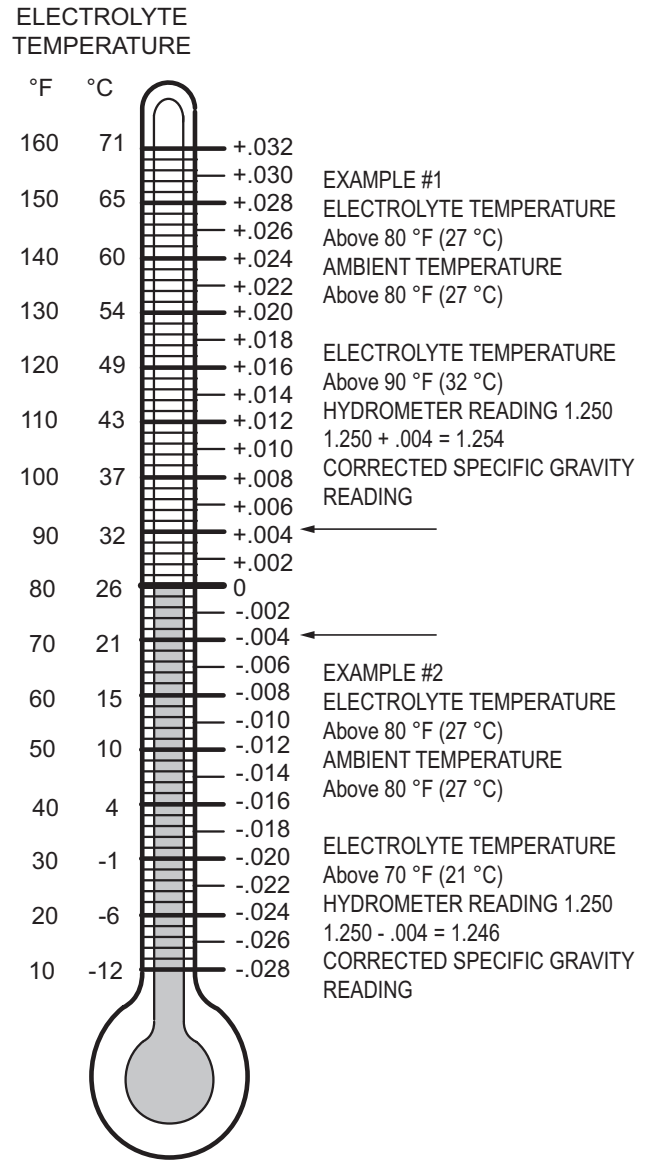 ELECTROLYTE
TEMPERATURE
°F °C
160 71 +.032
+.030
150 65 +.028
+.026
140 60 +.024
+.022
130 54 +.020
+.018
120 49 +.016
+.014
110 43 +.012
+.010
100 37 +.008
+.006
90 32 +.004
+.002
80 26 0
-.002
70 21 -.004
-.006
60 15 -.008
-.010
50 10 -.012
-.014
40 4 -.016
-.018
30 -1 -.020
-.022
20 -6 -.024
-.026
10 -12 -.028
EXAMPLE #1
ELECTROLYTE TEMPERATURE
Above 80 °F (27 °C)
AMBIENT TEMPERATURE
Above 80 °F (27 °C)
ELECTROLYTE TEMPERATURE
Above 90 °F (32 °C)
HYDROMETER READING 1.250
1.250 + .004 = 1.254
CORRECTED SPECIFIC GRAVITY
READING
EXAMPLE #2
ELECTROLYTE TEMPERATURE
Above 80 °F (27 °C)
AMBIENT TEMPERATURE
Above 80 °F (27 °C)
ELECTROLYTE TEMPERATURE
Above 70 °F (21 °C)
HYDROMETER READING 1.250
1.250 - .004 = 1.246
CORRECTED SPECIFIC GRAVITY
READING